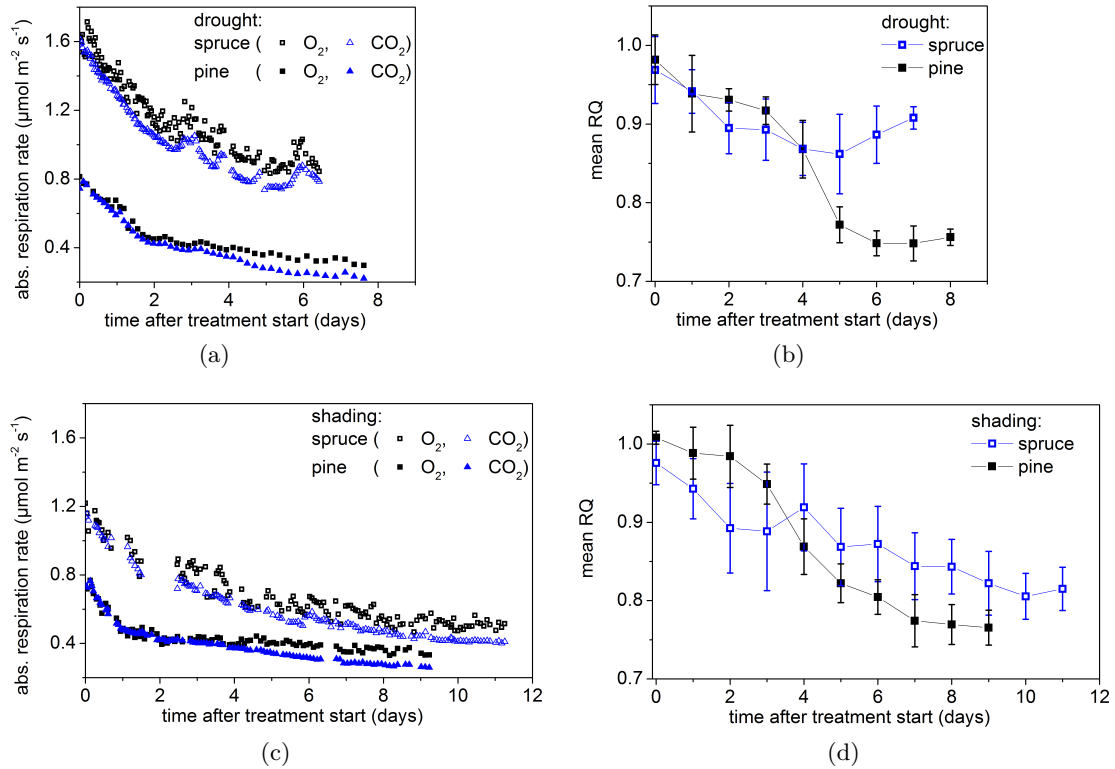 drought:
spruce ( O₂, CO₂)
pine ( O₂, CO₂)
abs. respiration rate (μmol m⁻² s⁻¹)
1.6
1.2
0.8
0.4
0 2 4 6 8
time after treatment start (days)
(a)
drought:
spruce
pine
mean RQ
1.0
0.9
0.8
0.7
0 2 4 6 8
time after treatment start (days)
(b)
shading:
spruce ( O₂, CO₂)
pine ( O₂, CO₂)
abs. respiration rate (μmol m⁻² s⁻¹)
1.6
1.2
0.8
0.4
0 2 4 6 8 10 12
time after treatment start (days)
(c)
shading:
spruce
pine
mean RQ
1.0
0.9
0.8
0.7
0 2 4 6 8 10 12
time after treatment start (days)
(d)